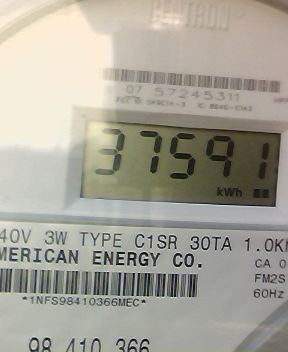 CENTRON®
07 57245311
37591
kWh
40V 3W TYPE C1SR 30TA 1.0K
MERICAN ENERGY CO.
CA 0
FM2S
60Hz
*1NFS98410366MEC*
98 410 366